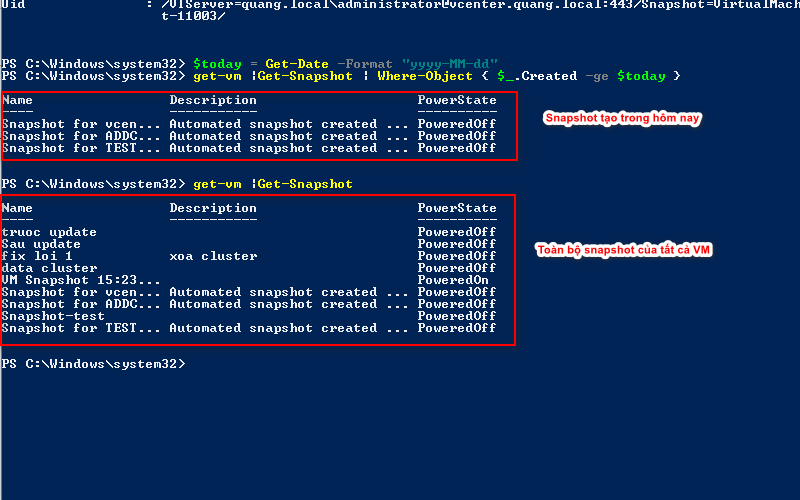 Uid : /VIServer=quang.local\administrator@vcenter.quang.local:443/Snapshot=VirtualMach
t-11003/
PS C:\Windows\system32> $today = Get-Date -Format "yyyy-MM-dd"
PS C:\Windows\system32> get-vm |Get-Snapshot | Where-Object { $_.Created -ge $today }
Name Description PowerState
---- ----------- ----------
Snapshot for vcen... Automated snapshot created ... PoweredOff
Snapshot for ADDC... Automated snapshot created ... PoweredOff
Snapshot for TEST... Automated snapshot created ... PoweredOff
Snapshot tạo trong hôm nay
PS C:\Windows\system32> get-vm |Get-Snapshot
Name Description PowerState
---- ----------- ----------
truoc update PoweredOff
Sau update PoweredOff
fix loi 1 xoa cluster PoweredOff
data cluster PoweredOff
VM Snapshot 15:23... PoweredOn
Snapshot for vcen... Automated snapshot created ... PoweredOff
Snapshot for ADDC... Automated snapshot created ... PoweredOff
Snapshot-test PoweredOff
Snapshot for TEST... Automated snapshot created ... PoweredOff
Toàn bộ snapshot của tất cả VM
PS C:\Windows\system32>